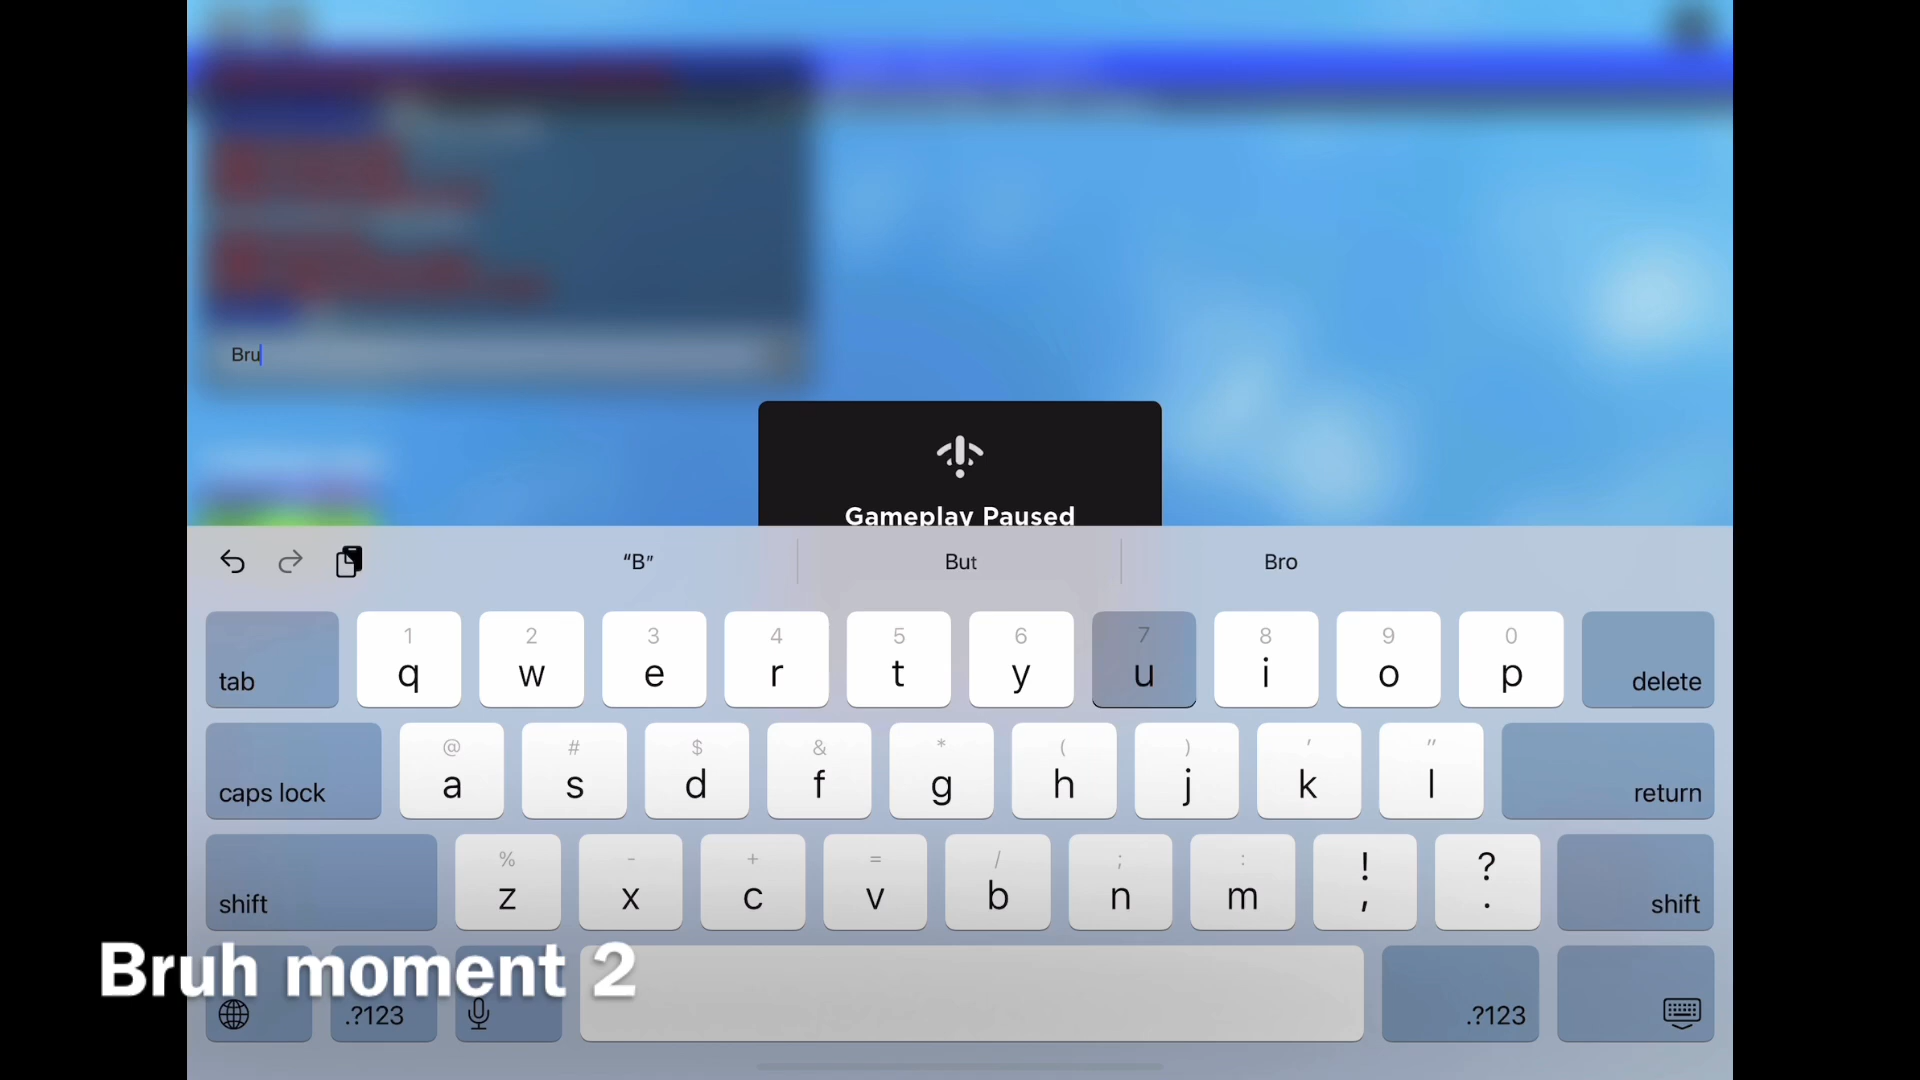 Bru
Gameplay Paused
“B” But Bro
tab 1 q 2 w 3 e 4 r 5 t 6 y 7 u 8 i 9 o 0 p delete
caps lock @ a # s $ d & f * g ( h ) j ' k " l return
shift % z - x + c = v / b ; n : m ! , ? . shift
Bruh moment 2
.?123 .?123